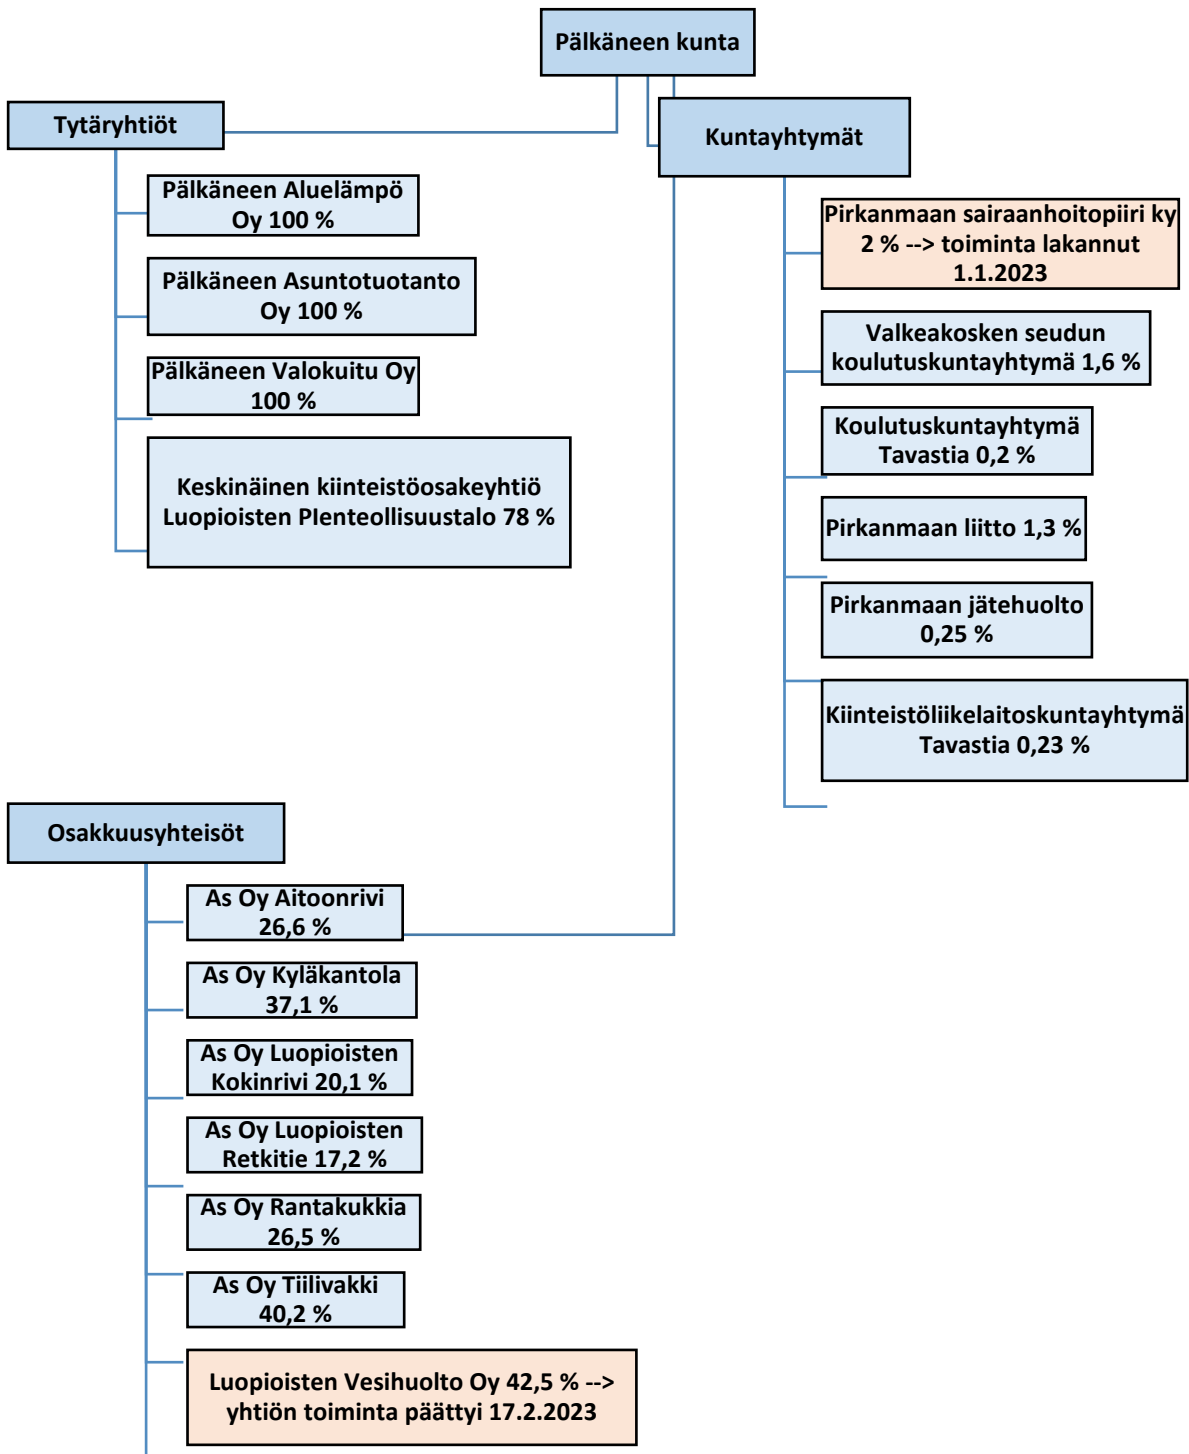 Pälkäneen kunta
Tytäryhtiöt
Pälkäneen Aluelämpö
Oy 100 %
Pälkäneen Asuntotuotanto
Oy 100 %
Pälkäneen Valokuitu Oy
100 %
Keskinäinen kiinteistöosakeyhtiö
Luopioisten PIenteollisuustalo 78 %
Kuntayhtymät
Pirkanmaan sairaanhoitopiiri ky
2 % --> toiminta lakannut
1.1.2023
Valkeakosken seudun
koulutuskuntayhtymä 1,6 %
Koulutuskuntayhtymä
Tavastia 0,2 %
Pirkanmaan liitto 1,3 %
Pirkanmaan jätehuolto
0,25 %
Kiinteistöliikelaitoskuntayhtymä
Tavastia 0,23 %
Osakkuusyhteisöt
As Oy Aitoonrivi
26,6 %
As Oy Kyläkantola
37,1 %
As Oy Luopioisten
Kokinrivi 20,1 %
As Oy Luopioisten
Retkitie 17,2 %
As Oy Rantakukkia
26,5 %
As Oy Tiilivakki
40,2 %
Luopioisten Vesihuolto Oy 42,5 % -->
yhtiön toiminta päättyi 17.2.2023